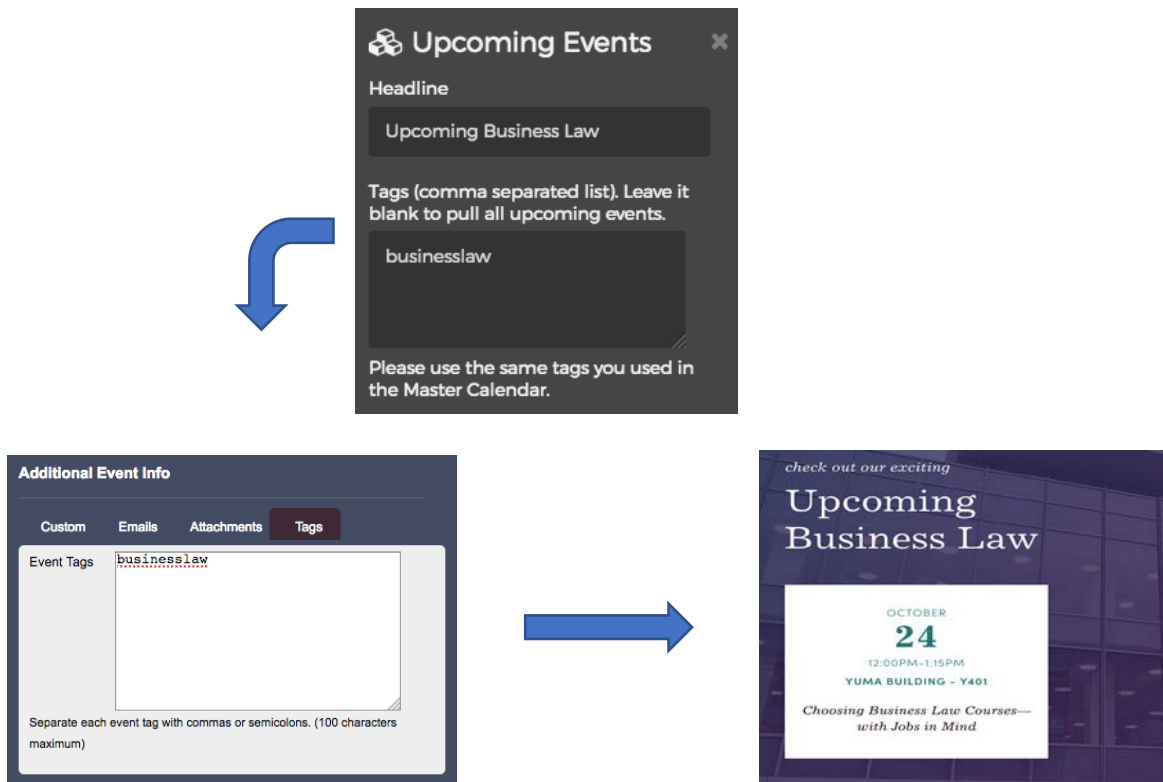 Upcoming Events
Headline
Upcoming Business Law
Tags (comma separated list). Leave it
blank to pull all upcoming events.
businesslaw
Please use the same tags you used in
the Master Calendar.
Additional Event Info
Custom Emails Attachments Tags
Event Tags businesslaw
Separate each event tag with commas or semicolons. (100 characters
maximum)
check out our exciting
Upcoming
Business Law
OCTOBER
24
12:00PM-1:15PM
YUMA BUILDING - Y401
Choosing Business Law Courses—
with Jobs in Mind